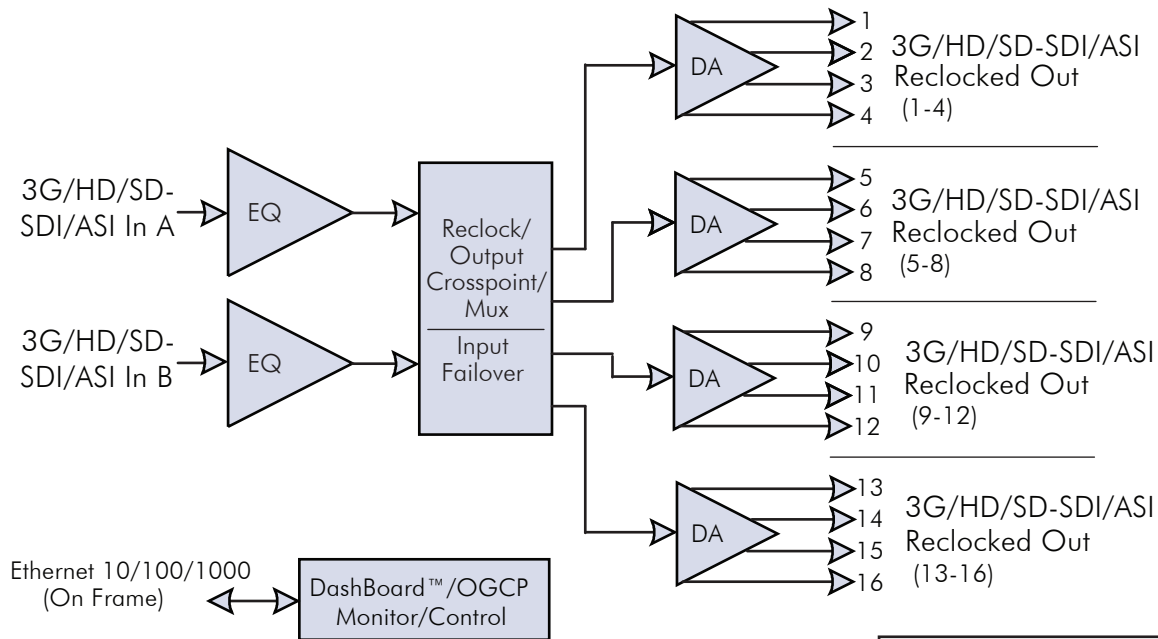 3G/HD/SD-
SDI/ASI In A
EQ
3G/HD/SD-
SDI/ASI In B
EQ
Reclock/
Output
Crosspoint/
Mux
Input
Failover
DA
1
2
3
4
3G/HD/SD-SDI/ASI
Reclocked Out
(1-4)
DA
5
6
7
8
3G/HD/SD-SDI/ASI
Reclocked Out
(5-8)
DA
9
10
11
12
3G/HD/SD-SDI/ASI
Reclocked Out
(9-12)
DA
13
14
15
16
3G/HD/SD-SDI/ASI
Reclocked Out
(13-16)
Ethernet 10/100/1000
(On Frame)
DashBoard™/OGCP
Monitor/Control